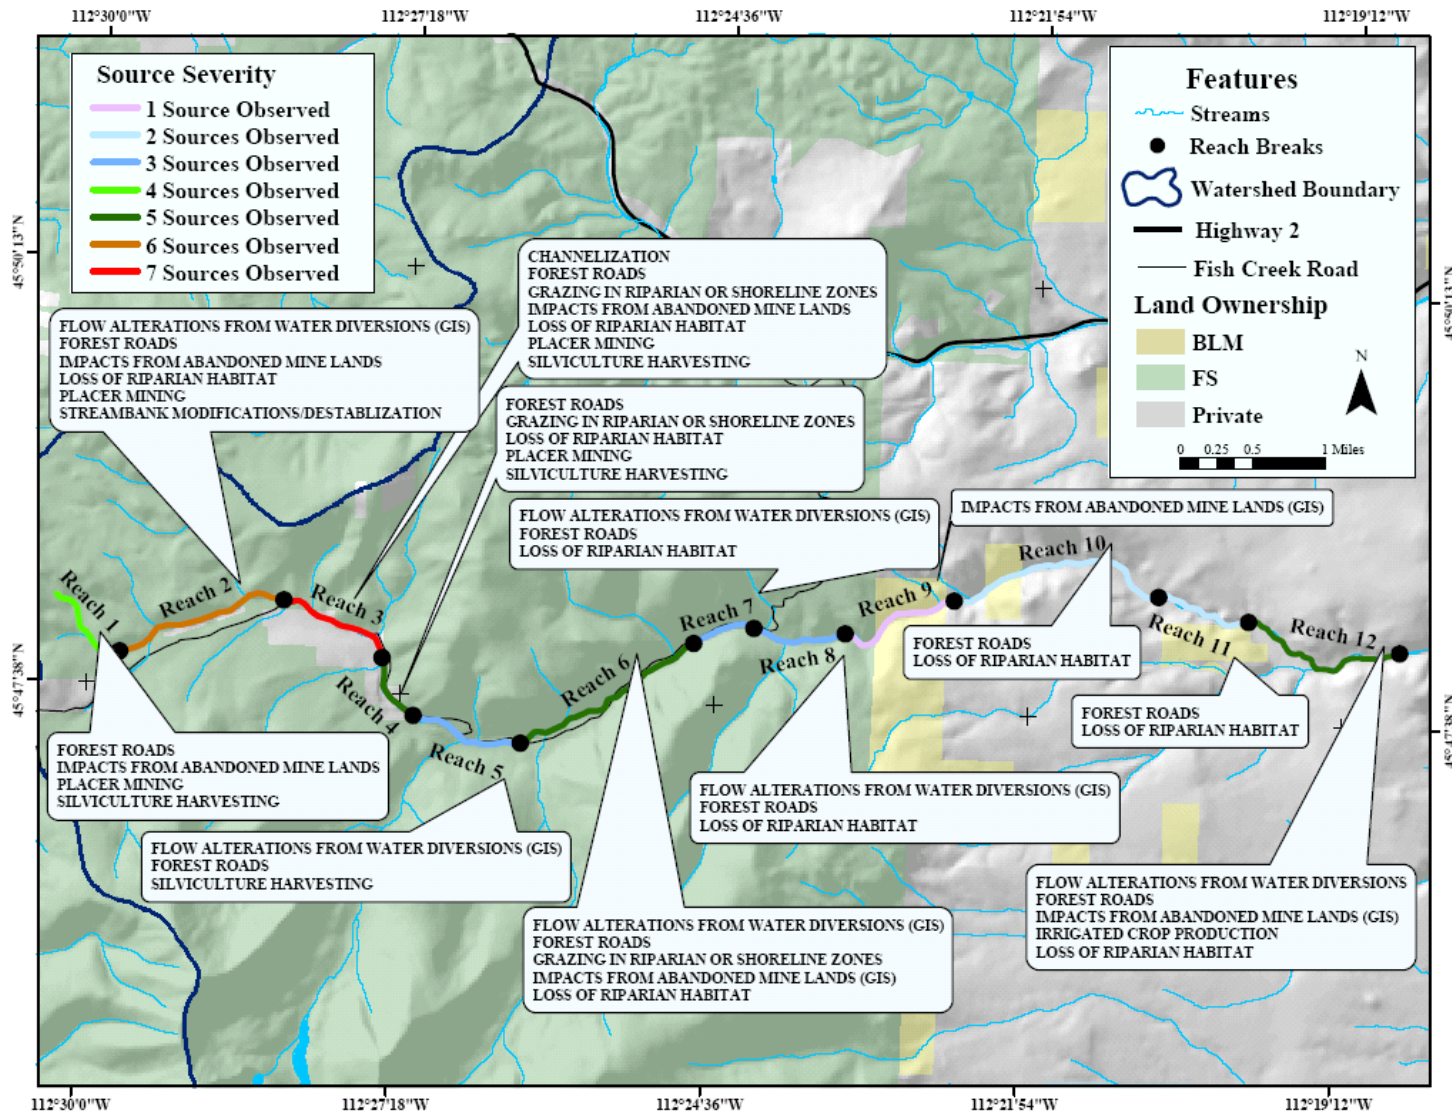 112°30'0"W
112°27'18"W
112°24'36"W
112°21'54"W
112°19'12"W
Source Severity
1 Source Observed
2 Sources Observed
3 Sources Observed
4 Sources Observed
5 Sources Observed
6 Sources Observed
7 Sources Observed
Features
Streams
Reach Breaks
Watershed Boundary
Highway 2
Fish Creek Road
Land Ownership
BLM
FS
Private
N
0 0.25 0.5 1 Miles
45°50'13"N
CHANNELIZATION
FOREST ROADS
GRAZING IN RIPARIAN OR SHORELINE ZONES
IMPACTS FROM ABANDONED MINE LANDS
LOSS OF RIPARIAN HABITAT
PLACER MINING
SILVICULTURE HARVESTING
FLOW ALTERATIONS FROM WATER DIVERSIONS (GIS)
FOREST ROADS
IMPACTS FROM ABANDONED MINE LANDS
LOSS OF RIPARIAN HABITAT
PLACER MINING
STREAMBANK MODIFICATIONS/DESTABLIZATION
FOREST ROADS
GRAZING IN RIPARIAN OR SHORELINE ZONES
LOSS OF RIPARIAN HABITAT
PLACER MINING
SILVICULTURE HARVESTING
FLOW ALTERATIONS FROM WATER DIVERSIONS (GIS)
FOREST ROADS
LOSS OF RIPARIAN HABITAT
IMPACTS FROM ABANDONED MINE LANDS (GIS)
Reach 1
Reach 2
Reach 3
Reach 4
Reach 5
Reach 6
Reach 7
Reach 8
Reach 9
Reach 10
Reach 11
Reach 12
FOREST ROADS
LOSS OF RIPARIAN HABITAT
FOREST ROADS
LOSS OF RIPARIAN HABITAT
45°47'38"N
45°47'38"N
FOREST ROADS
IMPACTS FROM ABANDONED MINE LANDS
PLACER MINING
SILVICULTURE HARVESTING
FLOW ALTERATIONS FROM WATER DIVERSIONS (GIS)
FOREST ROADS
LOSS OF RIPARIAN HABITAT
FLOW ALTERATIONS FROM WATER DIVERSIONS (GIS)
FOREST ROADS
SILVICULTURE HARVESTING
FLOW ALTERATIONS FROM WATER DIVERSIONS
FOREST ROADS
IMPACTS FROM ABANDONED MINE LANDS (GIS)
IRRIGATED CROP PRODUCTION
LOSS OF RIPARIAN HABITAT
FLOW ALTERATIONS FROM WATER DIVERSIONS (GIS)
FOREST ROADS
GRAZING IN RIPARIAN OR SHORELINE ZONES
IMPACTS FROM ABANDONED MINE LANDS (GIS)
LOSS OF RIPARIAN HABITAT
112°30'0"W
112°27'18"W
112°24'36"W
112°21'54"W
112°19'12"W